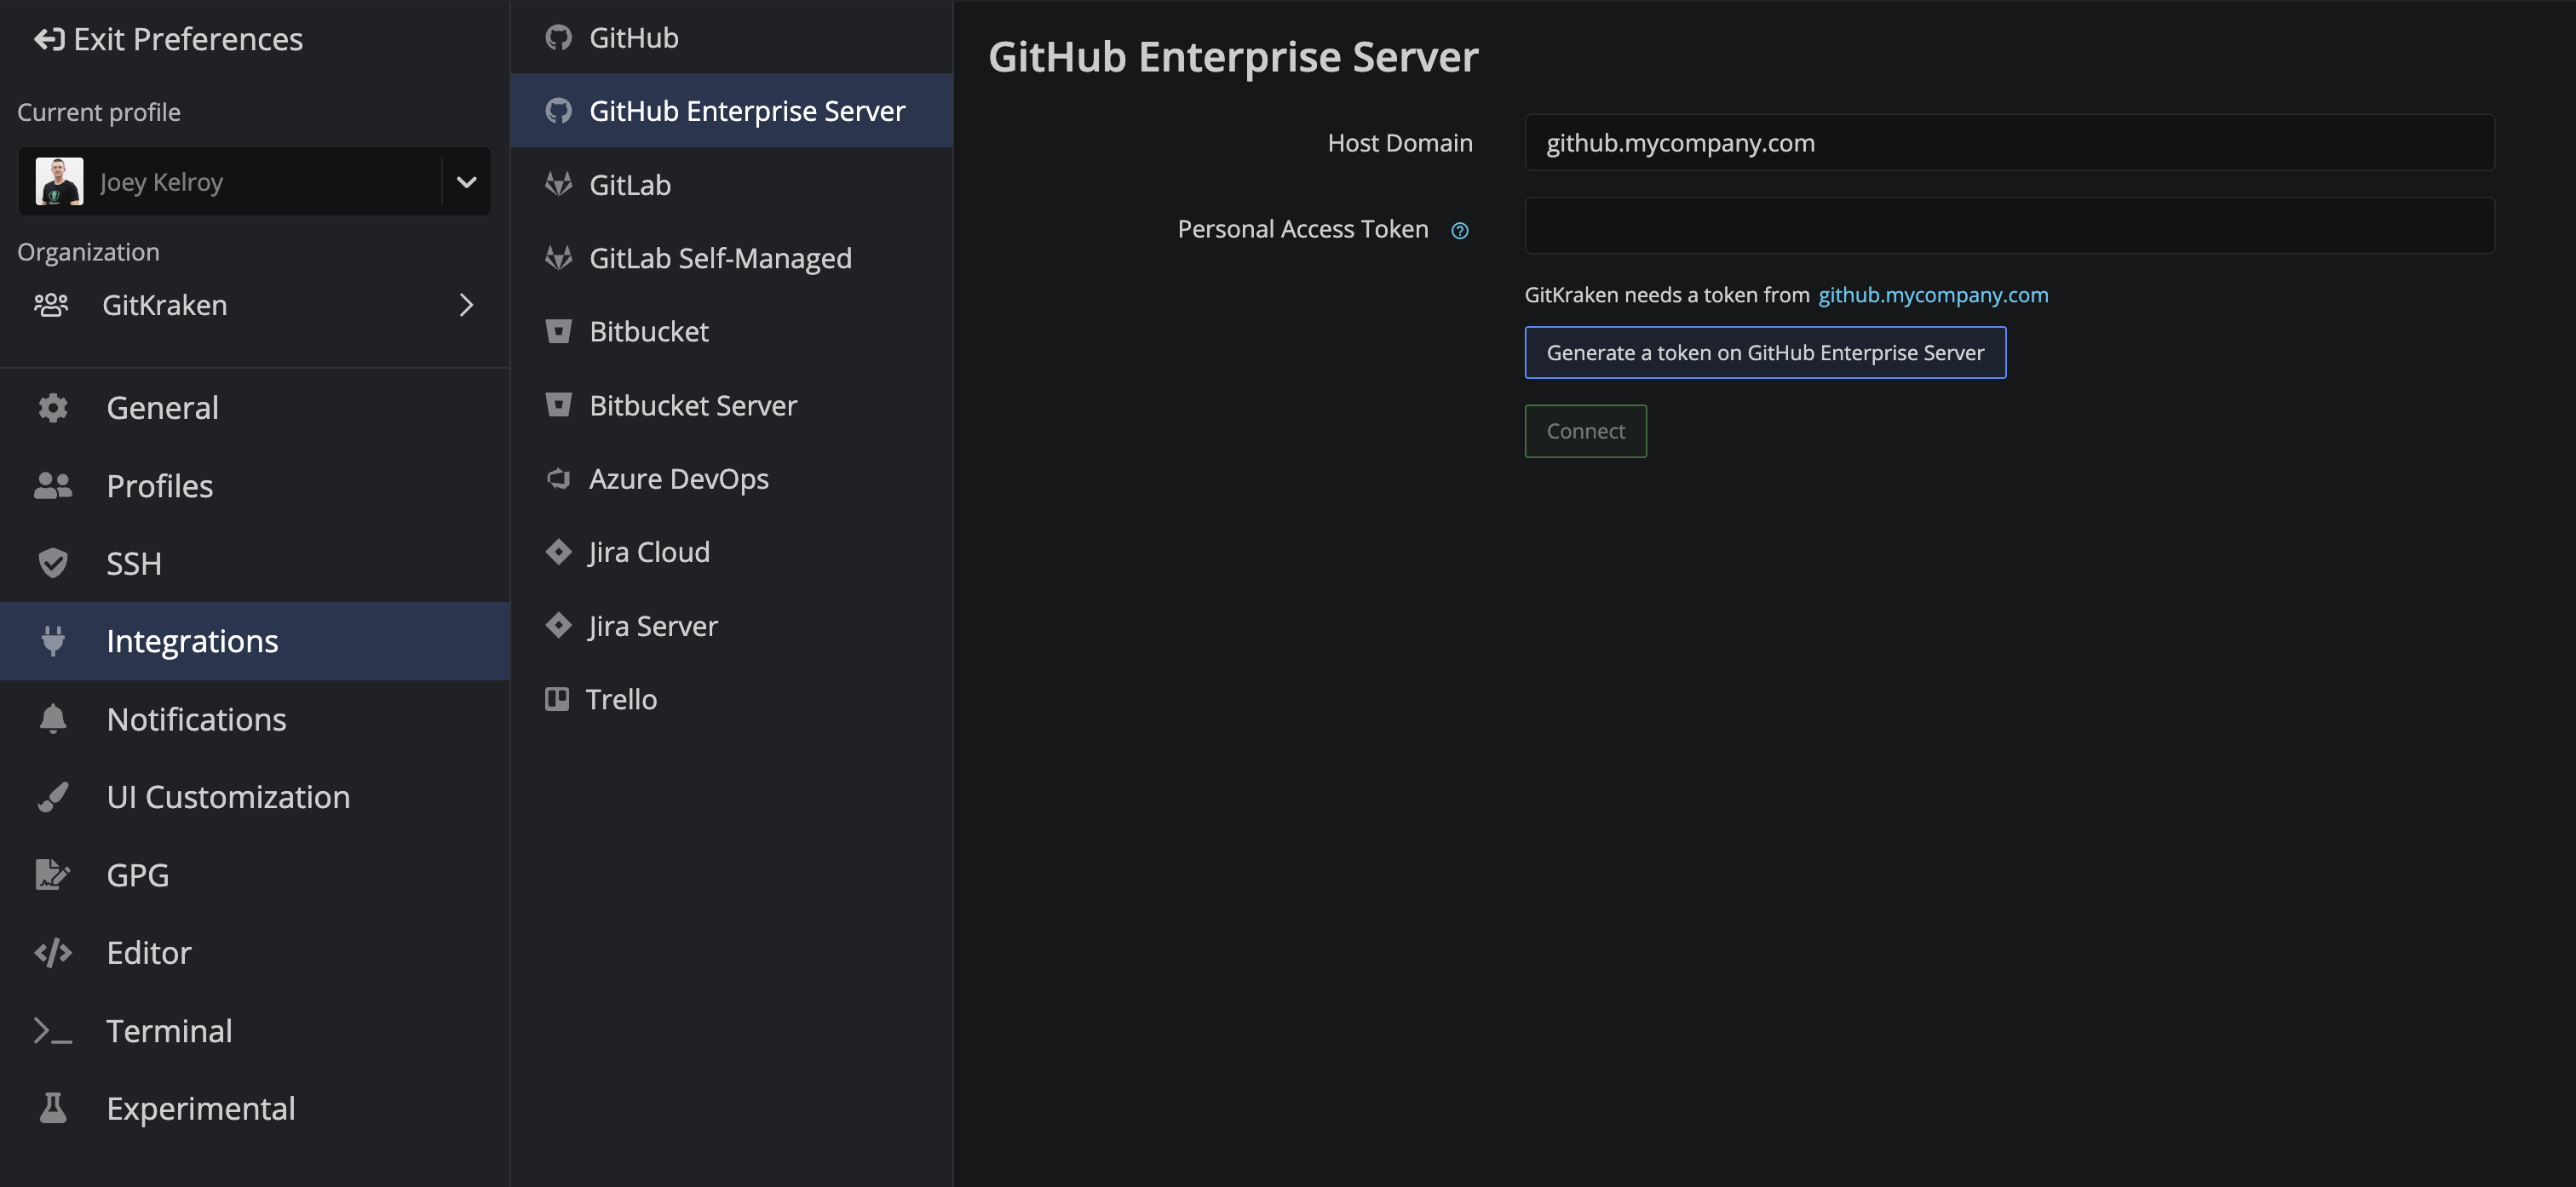 Exit Preferences
Current profile
Joey Kelroy
Organization
GitKraken
General
Profiles
SSH
Integrations
Notifications
UI Customization
GPG
Editor
Terminal
Experimental
GitHub
GitHub Enterprise Server
GitLab
GitLab Self-Managed
Bitbucket
Bitbucket Server
Azure DevOps
Jira Cloud
Jira Server
Trello
GitHub Enterprise Server
Host Domain github.mycompany.com
Personal Access Token ?
GitKraken needs a token from github.mycompany.com
Generate a token on GitHub Enterprise Server
Connect